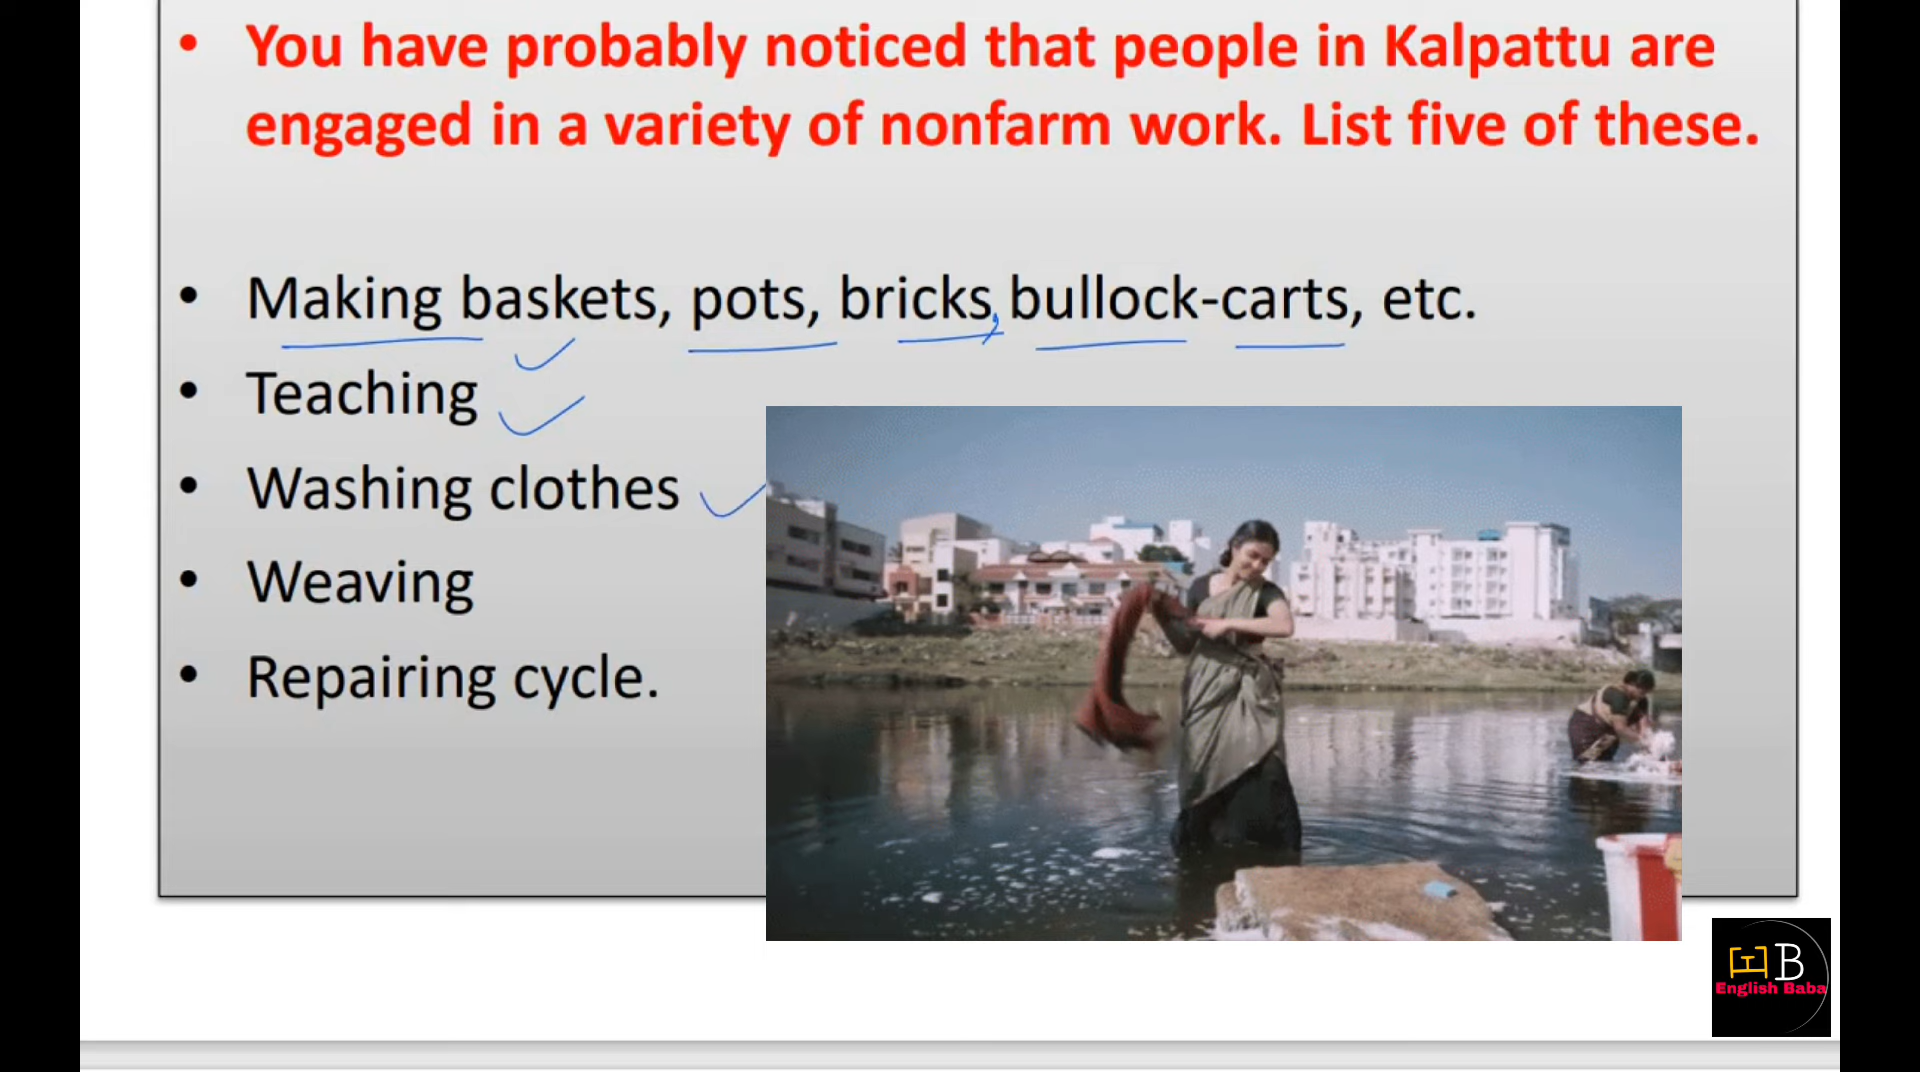 • You have probably noticed that people in Kalpattu are
engaged in a variety of nonfarm work. List five of these.
• Making baskets, pots, bricks, bullock-carts, etc.
• Teaching
• Washing clothes
• Weaving
• Repairing cycle.
EB
English Baba